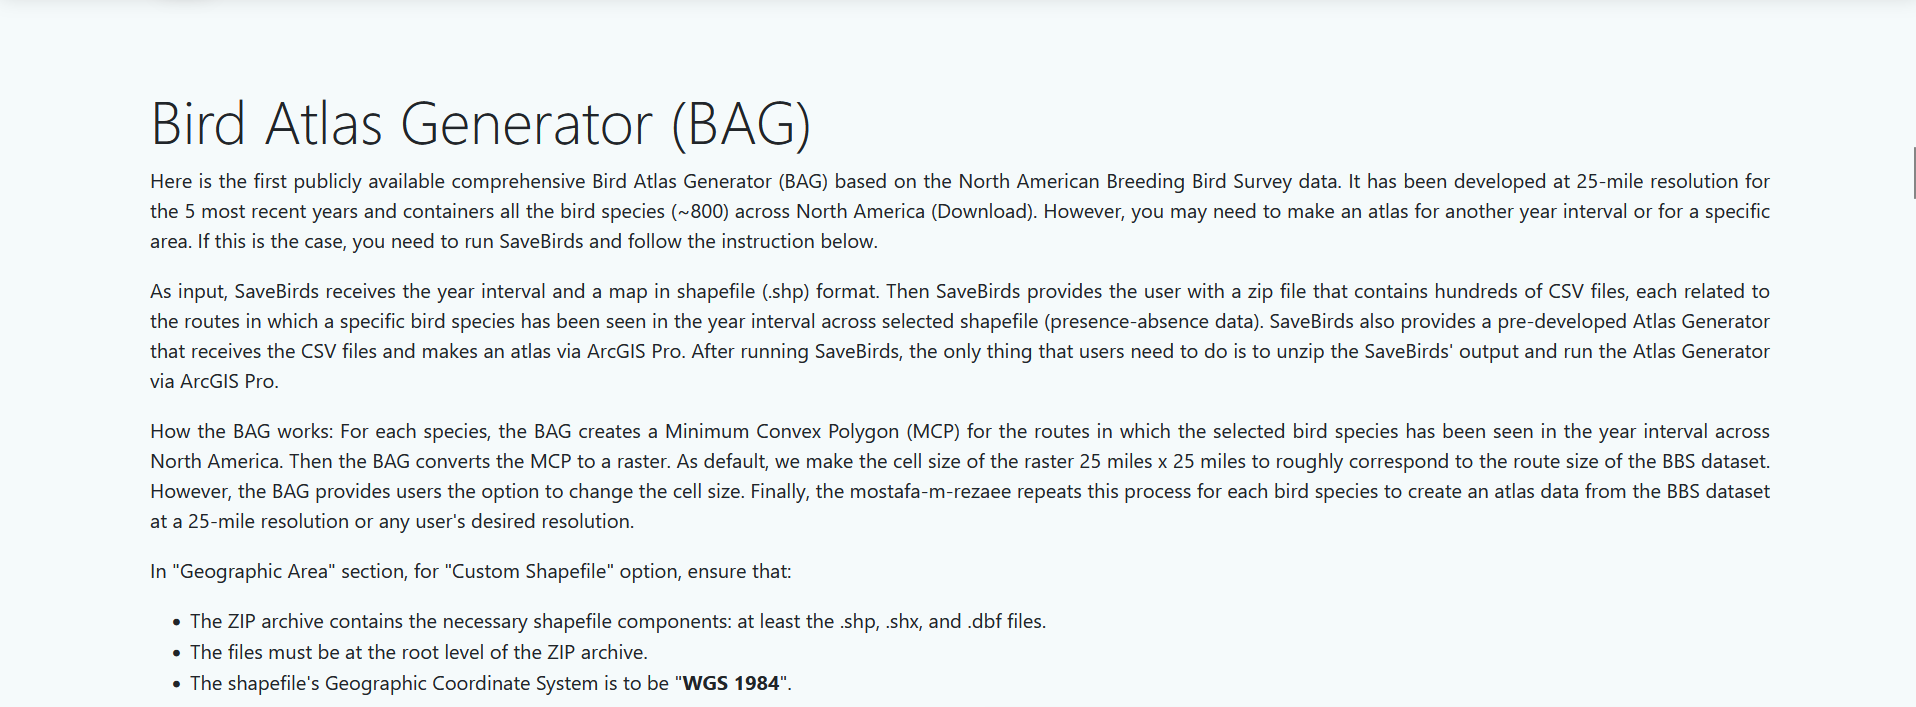 Bird Atlas Generator (BAG)
Here is the first publicly available comprehensive Bird Atlas Generator (BAG) based on the North American Breeding Bird Survey data. It has been developed at 25-mile resolution for
the 5 most recent years and containers all the bird species (~800) across North America (Download). However, you may need to make an atlas for another year interval or for a specific
area. If this is the case, you need to run SaveBirds and follow the instruction below.
As input, SaveBirds receives the year interval and a map in shapefile (.shp) format. Then SaveBirds provides the user with a zip file that contains hundreds of CSV files, each related to
the routes in which a specific bird species has been seen in the year interval across selected shapefile (presence-absence data). SaveBirds also provides a pre-developed Atlas Generator
that receives the CSV files and makes an atlas via ArcGIS Pro. After running SaveBirds, the only thing that users need to do is to unzip the SaveBirds' output and run the Atlas Generator
via ArcGIS Pro.
How the BAG works: For each species, the BAG creates a Minimum Convex Polygon (MCP) for the routes in which the selected bird species has been seen in the year interval across
North America. Then the BAG converts the MCP to a raster. As default, we make the cell size of the raster 25 miles x 25 miles to roughly correspond to the route size of the BBS dataset.
However, the BAG provides users the option to change the cell size. Finally, the mostafa-m-rezaee repeats this process for each bird species to create an atlas data from the BBS dataset
at a 25-mile resolution or any user's desired resolution.
In "Geographic Area" section, for "Custom Shapefile" option, ensure that:
• The ZIP archive contains the necessary shapefile components: at least the .shp, .shx, and .dbf files.
• The files must be at the root level of the ZIP archive.
• The shapefile's Geographic Coordinate System is to be "WGS 1984".